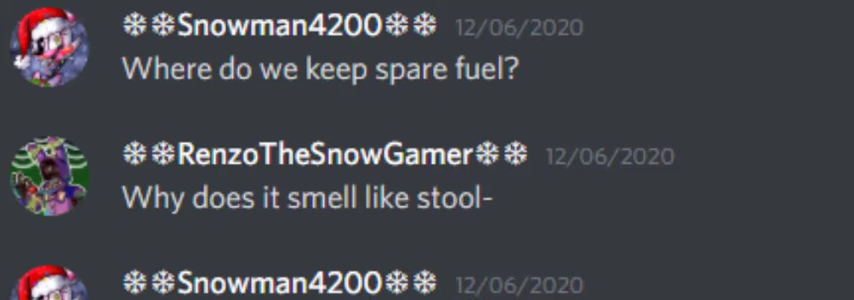 ❄❄Snowman4200❄❄ 12/06/2020
Where do we keep spare fuel?
❄❄RenzoTheSnowGamer❄❄ 12/06/2020
Why does it smell like stool-
❄❄Snowman4200❄❄ 12/06/2020